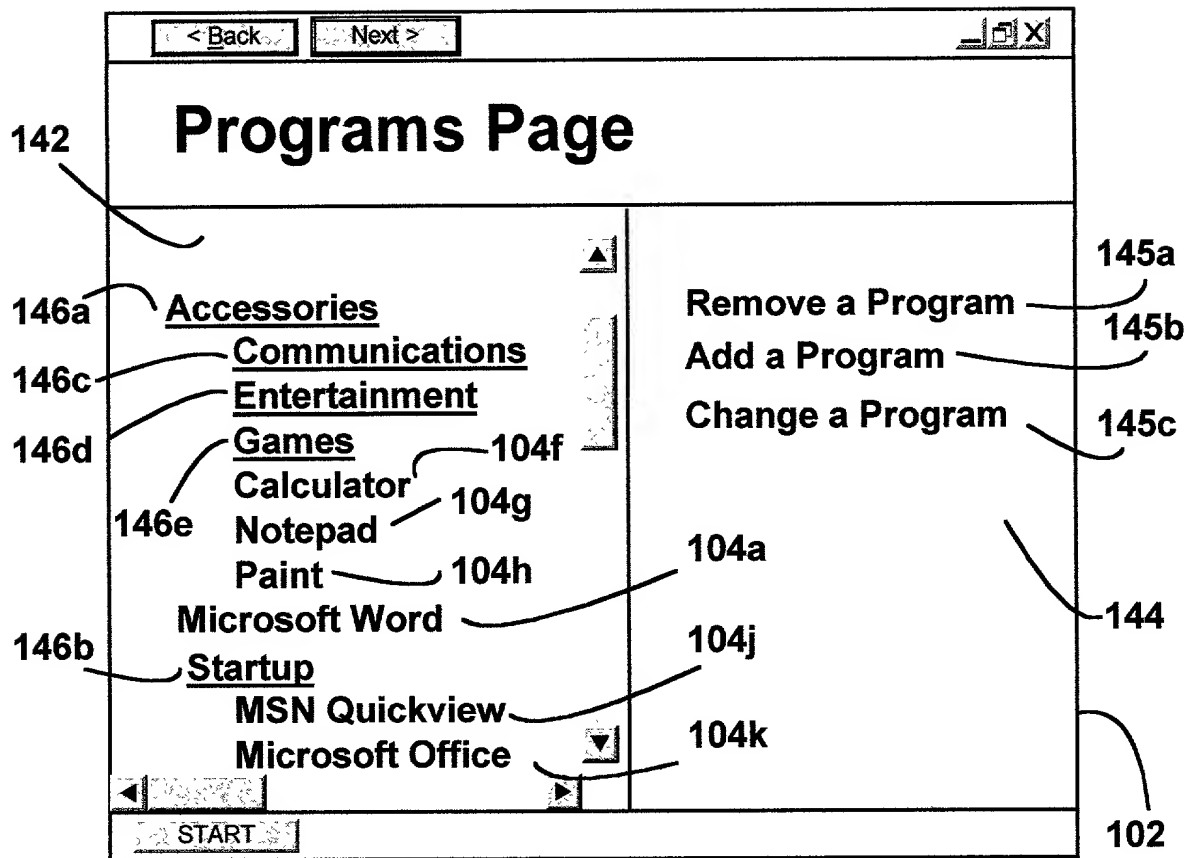 < Back Next >
Programs Page
142
145a
146a Accessories Remove a Program
145b
Communications Add a Program
146c
Entertainment
Change a Program 145c
146d Games 104f
Calculator
146e Notepad 104g
104a
Paint 104h
Microsoft Word 144
146b 104j
Startup
MSN Quickview
104k
Microsoft Office
START 102